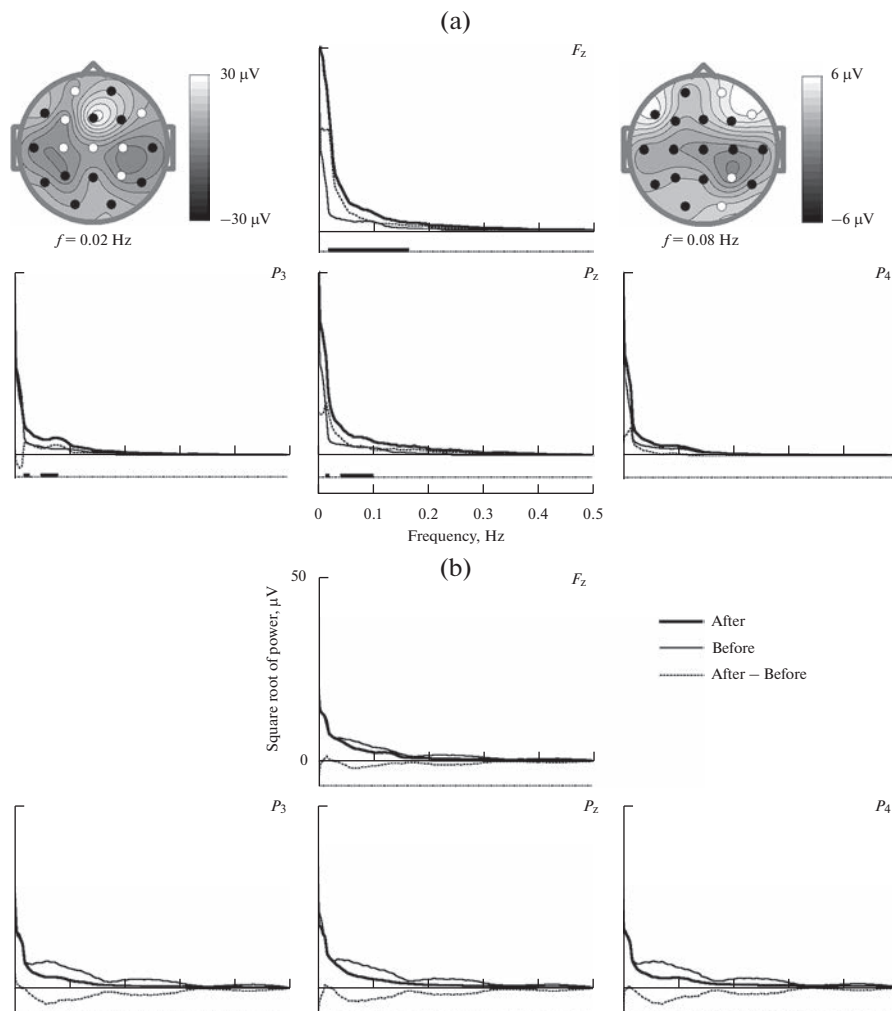 (a)
30 μV
−30 μV
f = 0.02 Hz
Fz
6 μV
−6 μV
f = 0.08 Hz
P3
Pz
P4
0 0.1 0.2 0.3 0.4 0.5
Frequency, Hz
(b)
50
Square root of power, μV
0
Fz
After
Before
After − Before
P3
Pz
P4